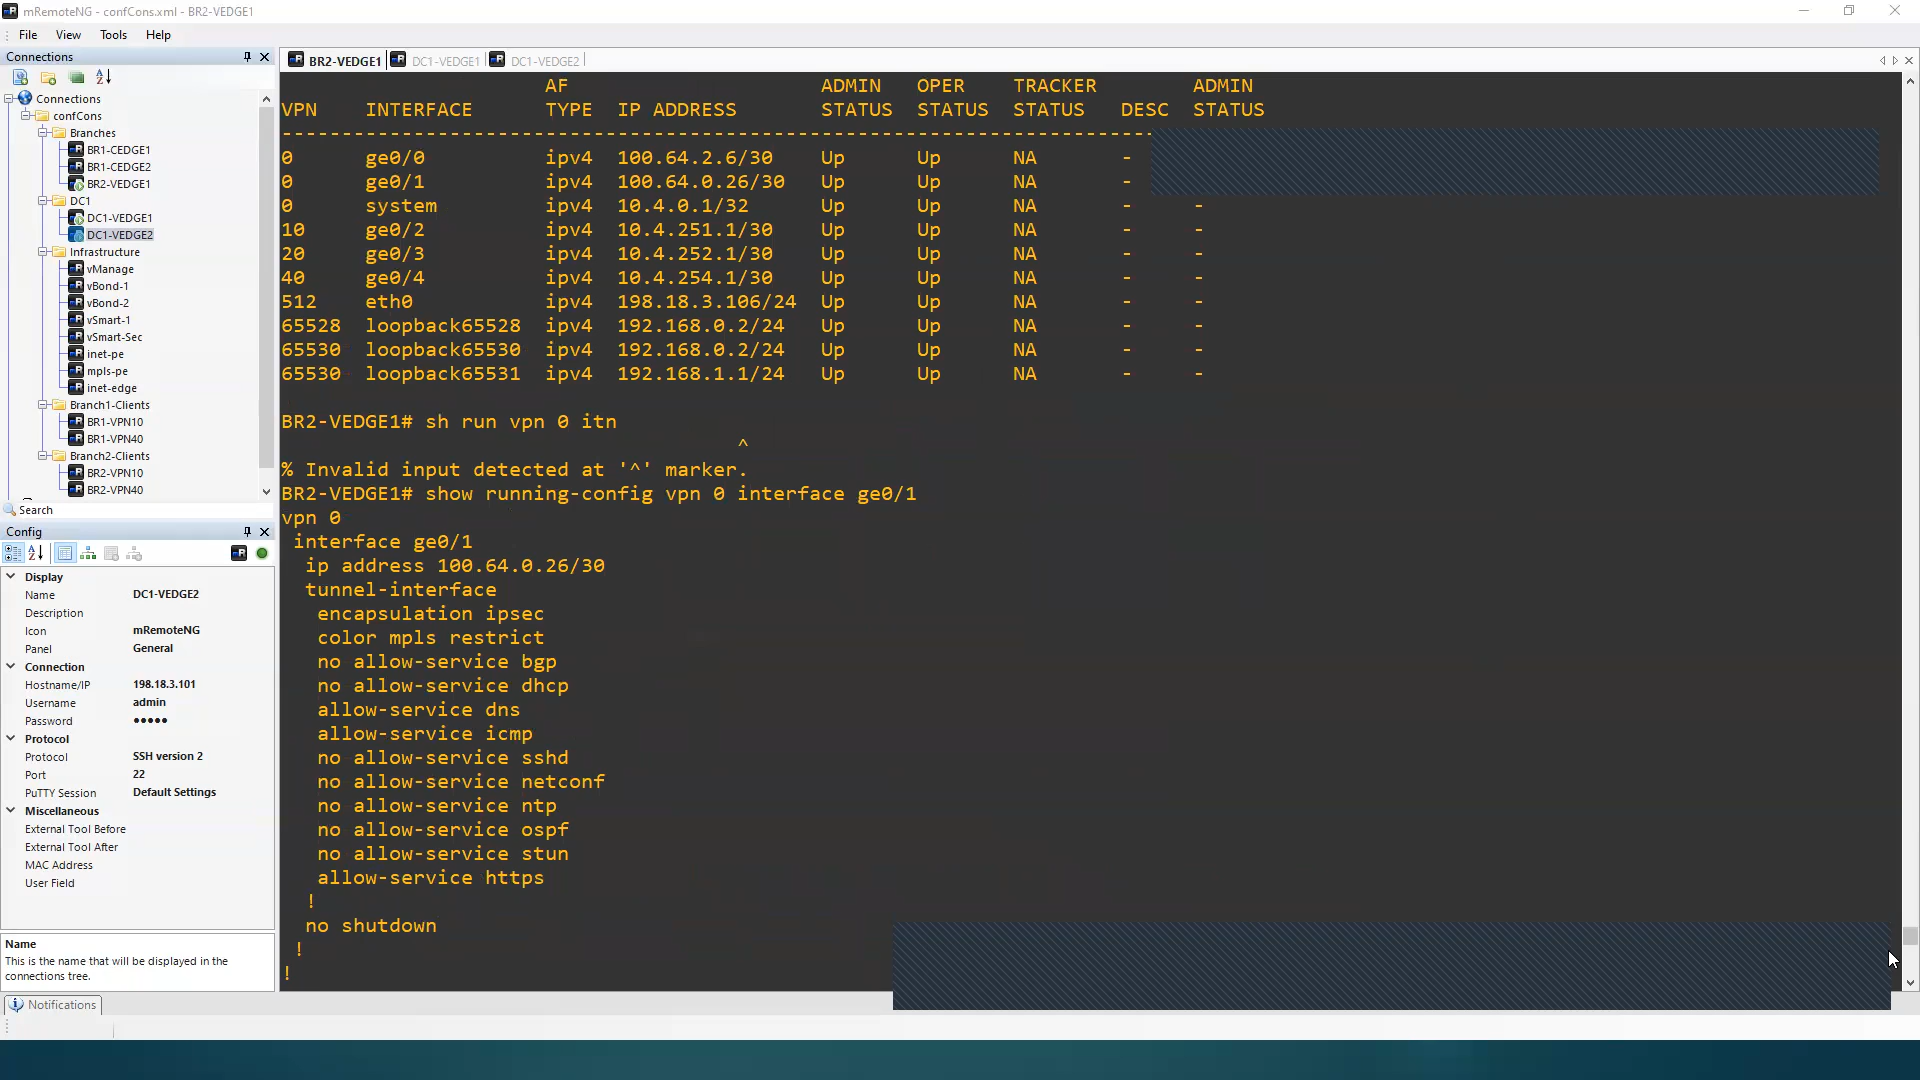 mRemoteNG - confCons.xml - BR2-VEDGE1
File View Tools Help
Connections
Connections
confCons
Branches
BR1-CEDGE1
BR1-CEDGE2
BR2-VEDGE1
DC1
DC1-VEDGE1
DC1-VEDGE2
Infrastructure
vManage
vBond-1
vBond-2
vSmart-1
vSmart-Sec
inet-pe
mpls-pe
inet-edge
Branch1-Clients
BR1-VPN10
BR1-VPN40
Branch2-Clients
BR2-VPN10
BR2-VPN40
Search
Config
Display
Name DC1-VEDGE2
Description
Icon mRemoteNG
Panel General
Connection
Hostname/IP 198.18.3.101
Username admin
Password ●●●●●
Protocol
Protocol SSH version 2
Port 22
PuTTY Session Default Settings
Miscellaneous
External Tool Before
External Tool After
MAC Address
User Field
Name
This is the name that will be displayed in the
connections tree.
Notifications
BR2-VEDGE1 DC1-VEDGE1 DC1-VEDGE2
AF ADMIN OPER TRACKER ADMIN
VPN INTERFACE TYPE IP ADDRESS STATUS STATUS STATUS DESC STATUS
-------------------------------------------------------------------------
0 ge0/0 ipv4 100.64.2.6/30 Up Up NA -
0 ge0/1 ipv4 100.64.0.26/30 Up Up NA -
0 system ipv4 10.4.0.1/32 Up Up NA - -
10 ge0/2 ipv4 10.4.251.1/30 Up Up NA - -
20 ge0/3 ipv4 10.4.252.1/30 Up Up NA - -
40 ge0/4 ipv4 10.4.254.1/30 Up Up NA - -
512 eth0 ipv4 198.18.3.106/24 Up Up NA - -
65528 loopback65528 ipv4 192.168.0.2/24 Up Up NA - -
65530 loopback65530 ipv4 192.168.0.2/24 Up Up NA - -
65530 loopback65531 ipv4 192.168.1.1/24 Up Up NA - -
BR2-VEDGE1# sh run vpn 0 itn
^
% Invalid input detected at '^' marker.
BR2-VEDGE1# show running-config vpn 0 interface ge0/1
vpn 0
interface ge0/1
ip address 100.64.0.26/30
tunnel-interface
encapsulation ipsec
color mpls restrict
no allow-service bgp
no allow-service dhcp
allow-service dns
allow-service icmp
no allow-service sshd
no allow-service netconf
no allow-service ntp
no allow-service ospf
no allow-service stun
allow-service https
!
no shutdown
!
!